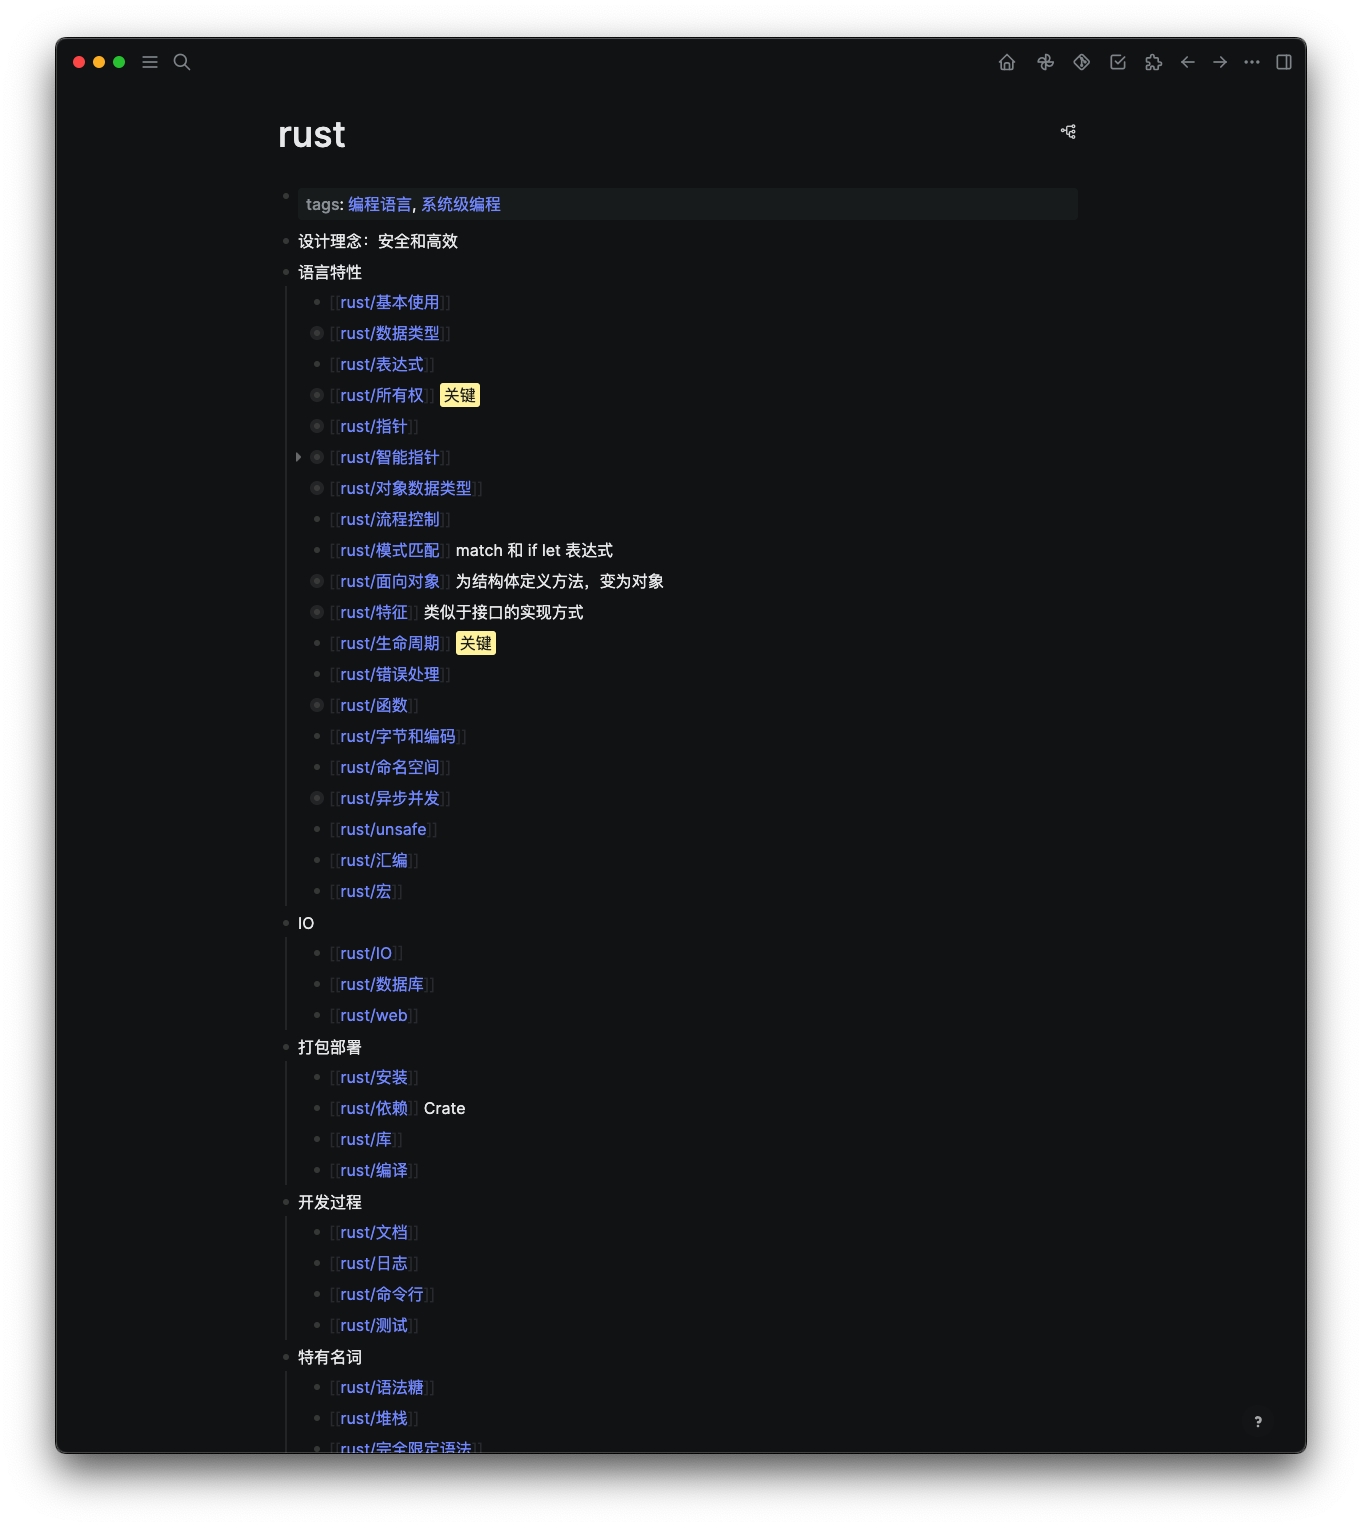 rust
tags: 编程语言, 系统级编程
设计理念：安全和高效
语言特性
[[rust/基本使用]]
[[rust/数据类型]]
[[rust/表达式]]
[[rust/所有权]] 关键
[[rust/指针]]
[[rust/智能指针]]
[[rust/对象数据类型]]
[[rust/流程控制]]
[[rust/模式匹配]] match 和 if let 表达式
[[rust/面向对象]] 为结构体定义方法，变为对象
[[rust/特征]] 类似于接口的实现方式
[[rust/生命周期]] 关键
[[rust/错误处理]]
[[rust/函数]]
[[rust/字节和编码]]
[[rust/命名空间]]
[[rust/异步并发]]
[[rust/unsafe]]
[[rust/汇编]]
[[rust/宏]]
IO
[[rust/IO]]
[[rust/数据库]]
[[rust/web]]
打包部署
[[rust/安装]]
[[rust/依赖]] Crate
[[rust/库]]
[[rust/编译]]
开发过程
[[rust/文档]]
[[rust/日志]]
[[rust/命令行]]
[[rust/测试]]
特有名词
[[rust/语法糖]]
[[rust/堆栈]]
[[rust/完全限定语法]]
?